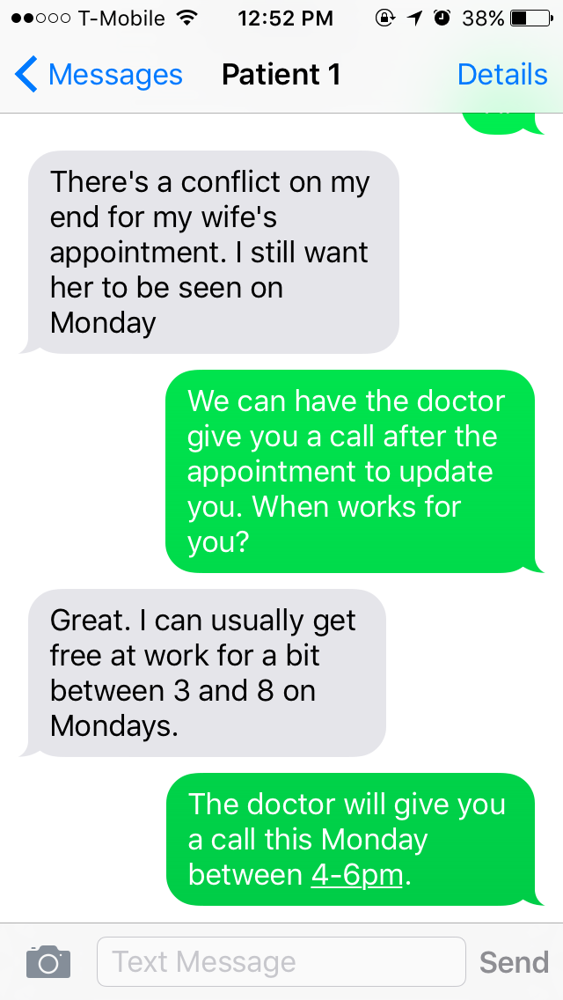 T-Mobile 12:52 PM 38%
Messages Patient 1 Details
There's a conflict on my
end for my wife's
appointment. I still want
her to be seen on
Monday
We can have the doctor
give you a call after the
appointment to update
you. When works for
you?
Great. I can usually get
free at work for a bit
between 3 and 8 on
Mondays.
The doctor will give you
a call this Monday
between 4-6pm.
Text Message Send